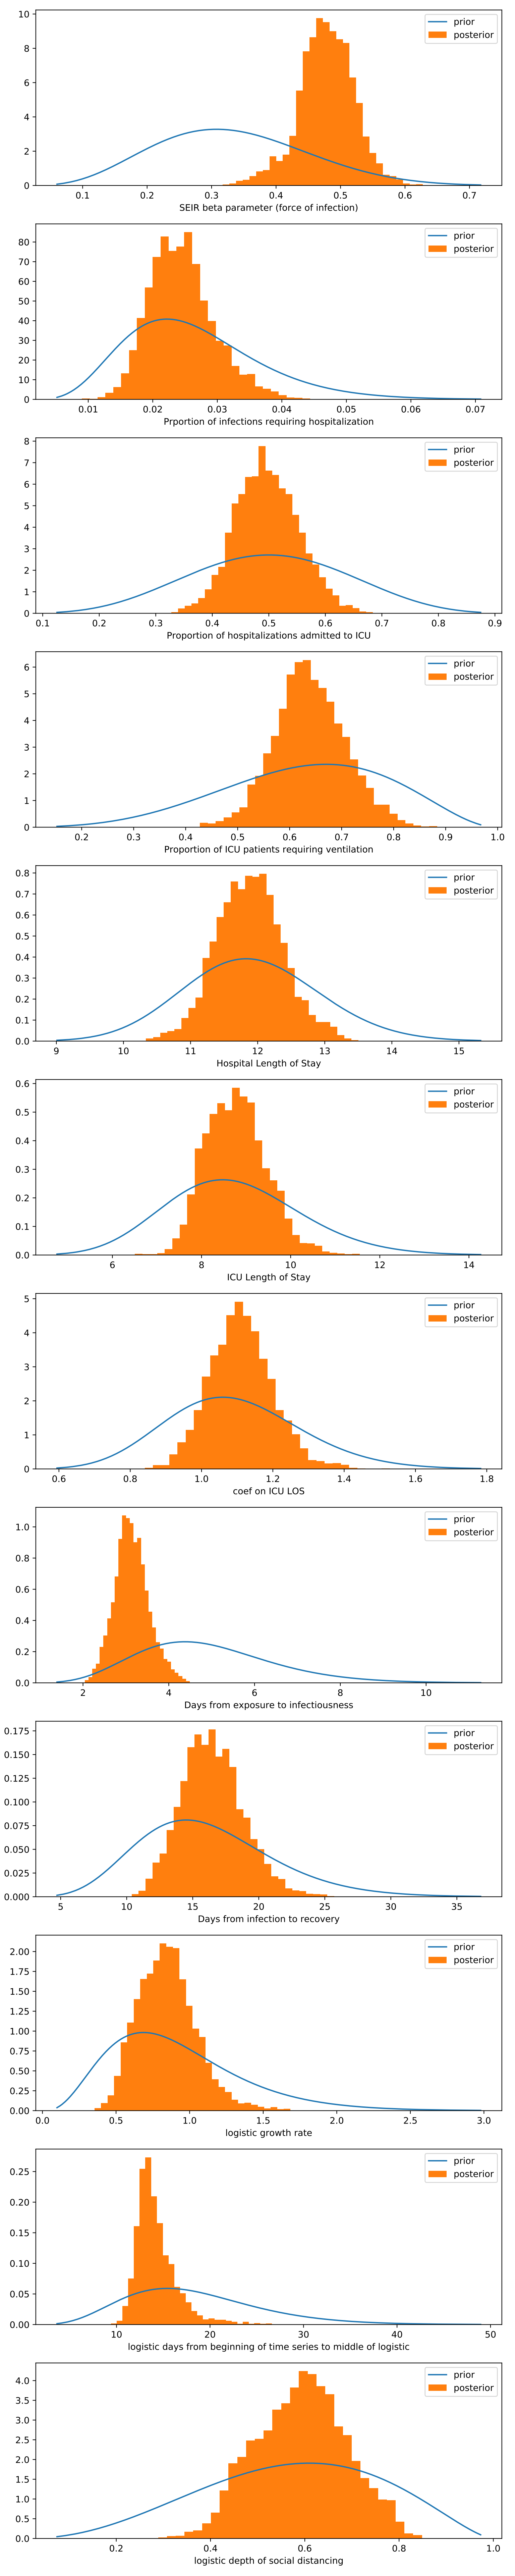 10
8
6
4
2
0
prior
posterior
0.1 0.2 0.3 0.4 0.5 0.6 0.7
SEIR beta parameter (force of infection)
80
70
60
50
40
30
20
10
0
prior
posterior
0.01 0.02 0.03 0.04 0.05 0.06 0.07
Prportion of infections requiring hospitalization
8
7
6
5
4
3
2
1
0
prior
posterior
0.1 0.2 0.3 0.4 0.5 0.6 0.7 0.8 0.9
Proportion of hospitalizations admitted to ICU
6
5
4
3
2
1
0
prior
posterior
0.2 0.3 0.4 0.5 0.6 0.7 0.8 0.9 1.0
Proportion of ICU patients requiring ventilation
0.8
0.7
0.6
0.5
0.4
0.3
0.2
0.1
0.0
prior
posterior
9 10 11 12 13 14 15
Hospital Length of Stay
0.6
0.5
0.4
0.3
0.2
0.1
0.0
prior
posterior
6 8 10 12 14
ICU Length of Stay
5
4
3
2
1
0
prior
posterior
0.6 0.8 1.0 1.2 1.4 1.6 1.8
coef on ICU LOS
1.0
0.8
0.6
0.4
0.2
0.0
prior
posterior
2 4 6 8 10
Days from exposure to infectiousness
0.175
0.150
0.125
0.100
0.075
0.050
0.025
0.000
prior
posterior
5 10 15 20 25 30 35
Days from infection to recovery
2.00
1.75
1.50
1.25
1.00
0.75
0.50
0.25
0.00
prior
posterior
0.0 0.5 1.0 1.5 2.0 2.5 3.0
logistic growth rate
0.25
0.20
0.15
0.10
0.05
0.00
prior
posterior
10 20 30 40 50
logistic days from beginning of time series to middle of logistic
4.0
3.5
3.0
2.5
2.0
1.5
1.0
0.5
0.0
prior
posterior
0.2 0.4 0.6 0.8 1.0
logistic depth of social distancing